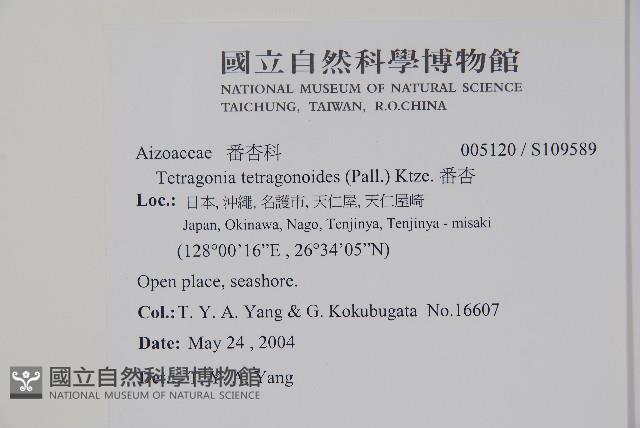 國立自然科學博物館
NATIONAL MUSEUM OF NATURAL SCIENCE
TAICHUNG, TAIWAN, R.O.CHINA
Aizoaceae 番杏科 005120 / S109589
Tetragonia tetragonoides (Pall.) Ktze. 番杏
Loc.: 日本, 沖繩, 名護市, 天仁屋, 天仁屋崎
Japan, Okinawa, Nago, Tenjinya, Tenjinya - misaki
(128°00'16"E , 26°34'05"N)
Open place, seashore.
Col.: T. Y. A. Yang & G. Kokubugata No.16607
Date: May 24 , 2004
Yang
國立自然科學博物館
NATIONAL MUSEUM OF NATURAL SCIENCE